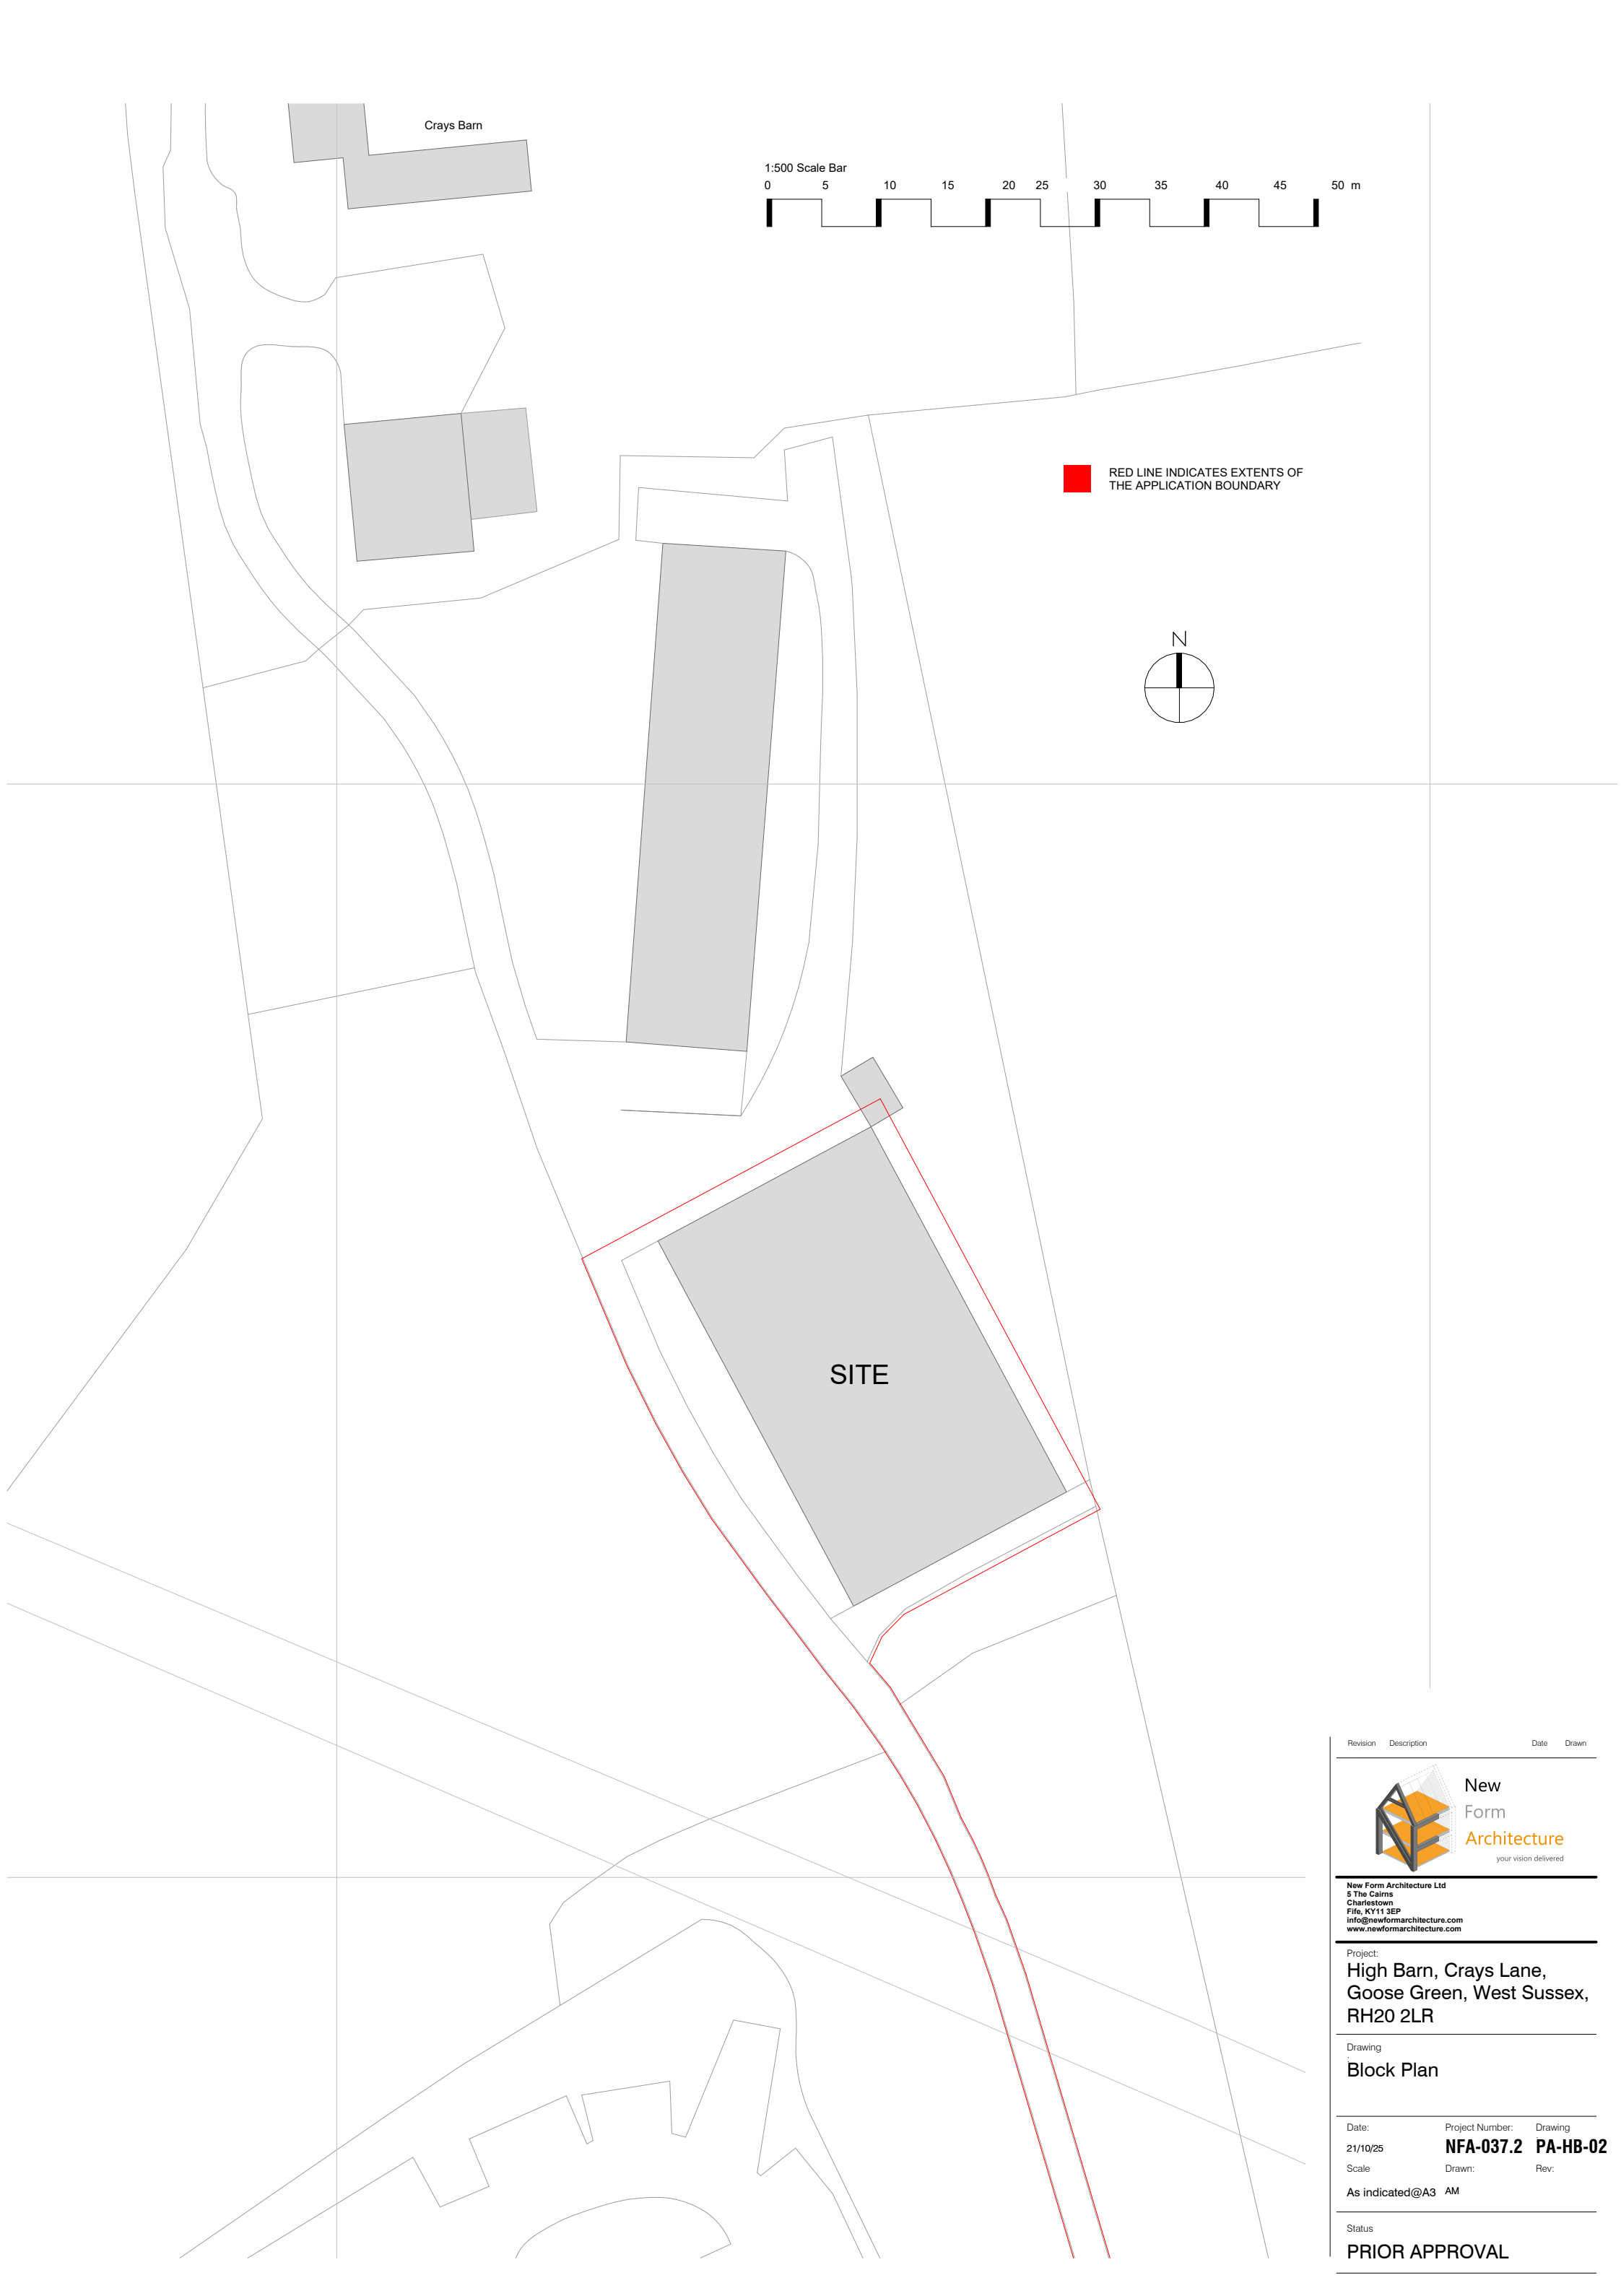 Crays Barn
1:500 Scale Bar
0 5 10 15 20 25 30 35 40 45 50 m
RED LINE INDICATES EXTENTS OF
THE APPLICATION BOUNDARY
N
SITE
Revision Description Date Drawn
New
Form
Architecture
your vision delivered
New Form Architecture Ltd
5 The Cairns
Charlestown
Fife, KY11 3EP
info@newformarchitecture.com
www.newformarchitecture.com
Project:
High Barn, Crays Lane,
Goose Green, West Sussex,
RH20 2LR
Drawing
Block Plan
Date: Project Number: Drawing
21/10/25 NFA-037.2 PA-HB-02
Scale Drawn: Rev:
As indicated@A3 AM
Status
PRIOR APPROVAL